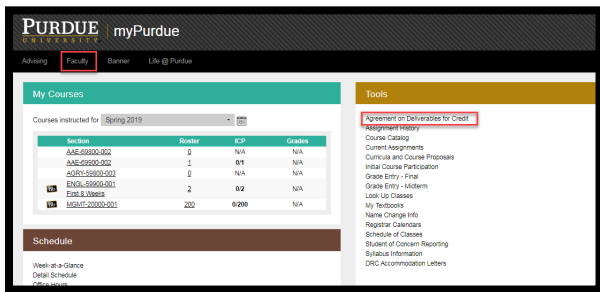 PURDUE myPurdue
UNIVERSITY
Advising Faculty Banner Life @ Purdue
My Courses
Courses instructed for Spring 2019
Section Roster ICP Grades
AAE-69800-002 0 N/A N/A
AAE-69900-002 1 0/1 N/A
AGRY-59800-003 0 N/A N/A
ENGL-59900-001
First 8 Weeks 2 0/2 N/A
MGMT-20000-001 200 0/200 N/A
Schedule
Week-at-a-Glance
Detail Schedule
Office Hours
Tools
Agreement on Deliverables for Credit
Assignment History
Course Catalog
Current Assignments
Curricula and Course Proposals
Initial Course Participation
Grade Entry - Final
Grade Entry - Midterm
Look Up Classes
My Textbooks
Name Change Info
Registrar Calendars
Schedule of Classes
Student of Concern Reporting
Syllabus Information
DRC Accommodation Letters